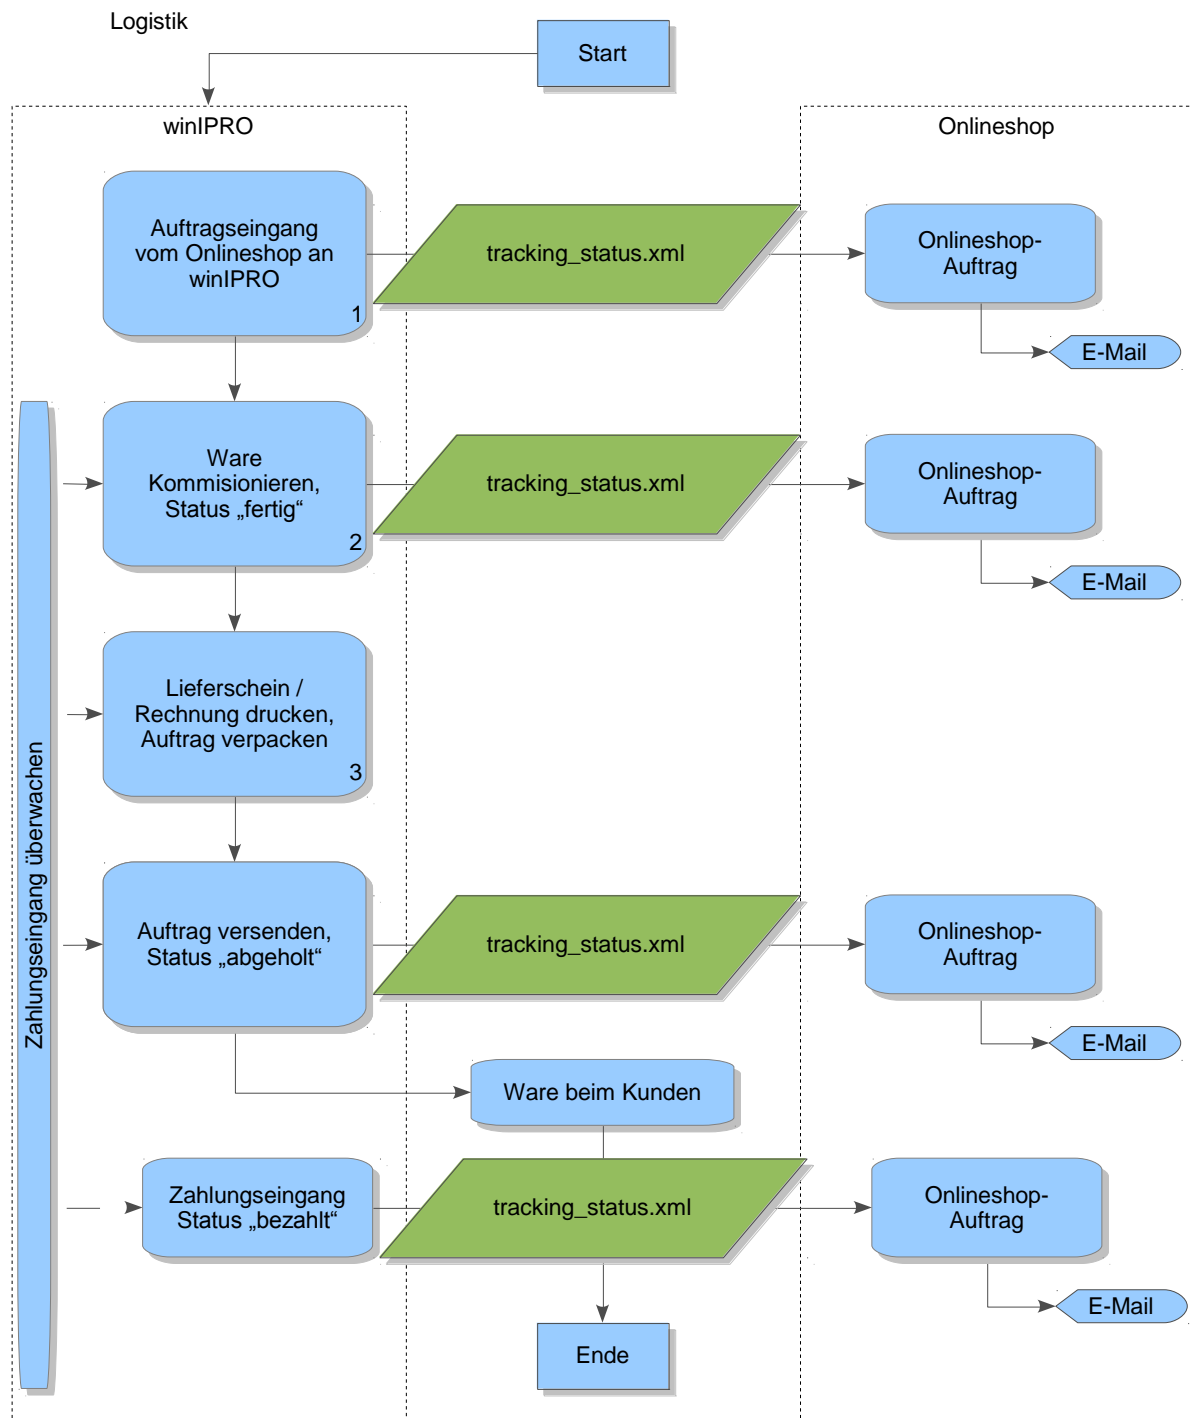 Logistik
Start
winIPRO
Onlineshop
Auftragseingang
vom Onlineshop an
winIPRO
1
tracking_status.xml
Onlineshop-
Auftrag
E-Mail
Ware
Kommisionieren,
Status „fertig“
2
tracking_status.xml
Onlineshop-
Auftrag
E-Mail
Lieferschein /
Rechnung drucken,
Auftrag verpacken
3
Zahlungseingang überwachen
Auftrag versenden,
Status „abgeholt“
tracking_status.xml
Onlineshop-
Auftrag
E-Mail
Ware beim Kunden
Zahlungseingang
Status „bezahlt“
tracking_status.xml
Onlineshop-
Auftrag
E-Mail
Ende